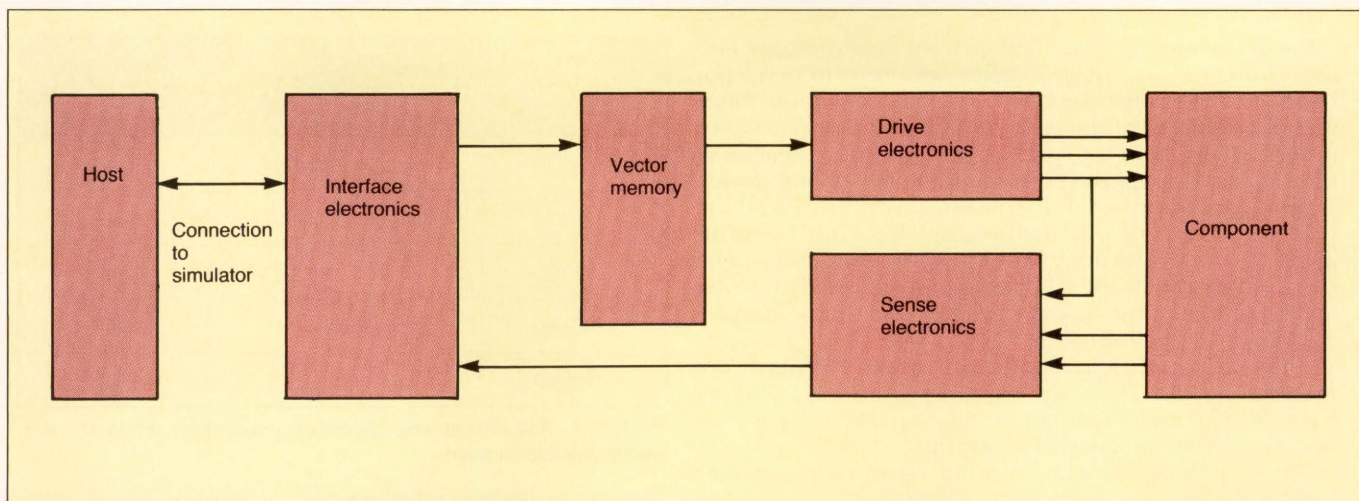 Host
Connection
to
simulator
Interface
electronics
Vector
memory
Drive
electronics
Sense
electronics
Component